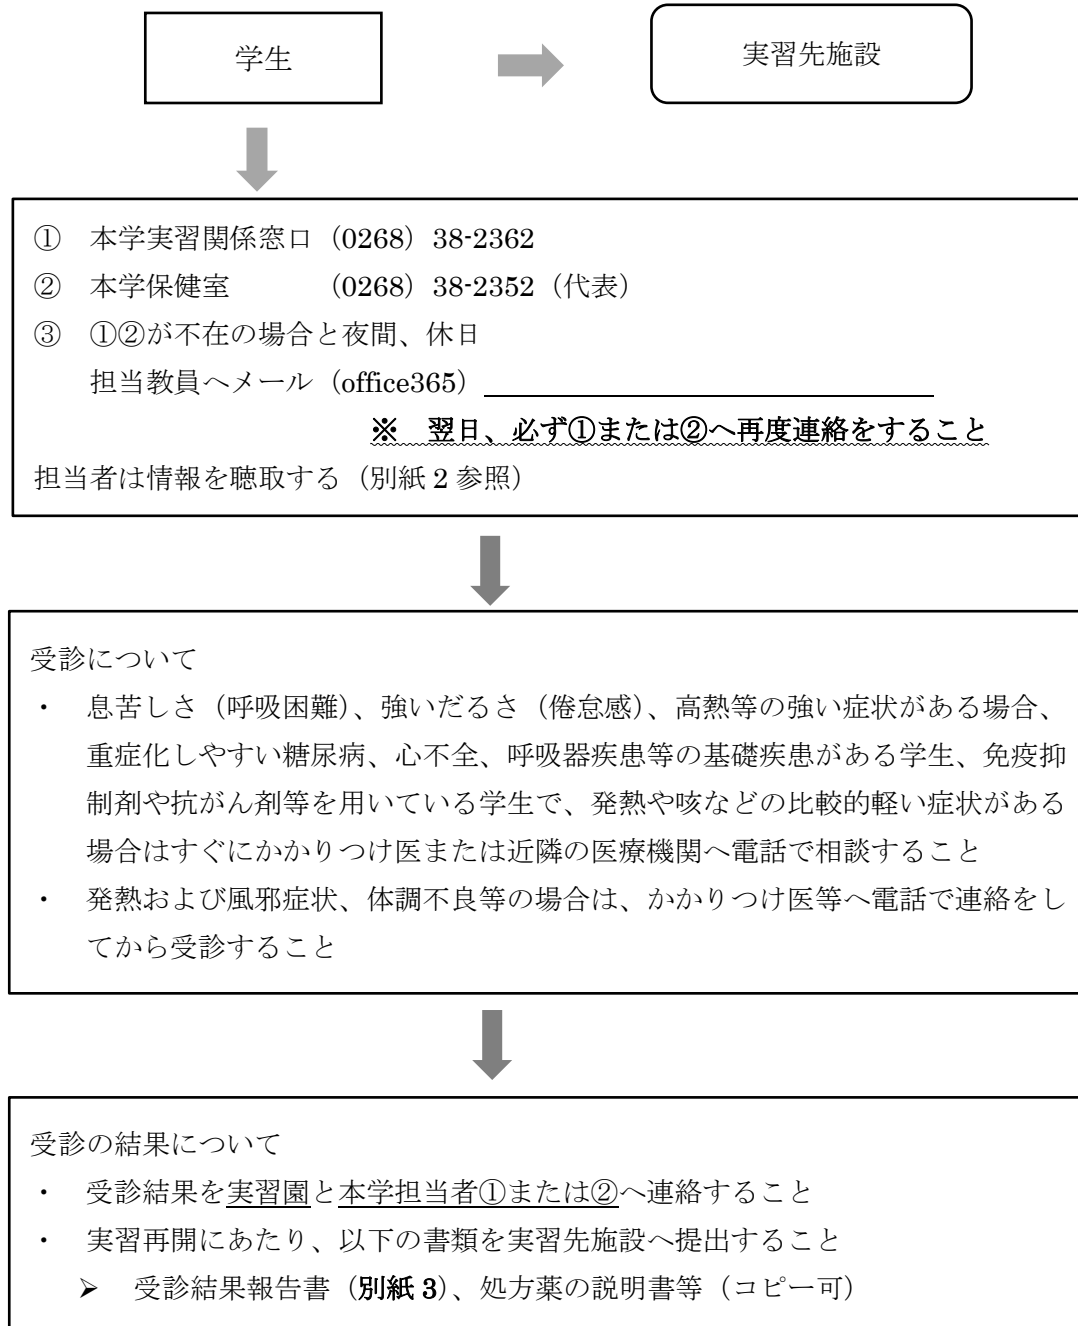 学生
実習先施設
① 本学実習関係窓口（0268）38-2362
② 本学保健室 （0268）38-2352（代表）
③ ①②が不在の場合と夜間、休日
担当教員へメール（office365）
※ 翌日、必ず①または②へ再度連絡をすること
担当者は情報を聴取する（別紙 2 参照）
受診について
・ 息苦しさ（呼吸困難）、強いだるさ（倦怠感）、高熱等の強い症状がある場合、
重症化しやすい糖尿病、心不全、呼吸器疾患等の基礎疾患がある学生、免疫抑
制剤や抗がん剤等を用いている学生で、発熱や咳などの比較的軽い症状がある
場合はすぐにかかりつけ医または近隣の医療機関へ電話で相談すること
・ 発熱および風邪症状、体調不良等の場合は、かかりつけ医等へ電話で連絡をし
てから受診すること
受診の結果について
・ 受診結果を実習園と本学担当者①または②へ連絡すること
・ 実習再開にあたり、以下の書類を実習先施設へ提出すること
➢ 受診結果報告書（別紙 3）、処方薬の説明書等（コピー可）